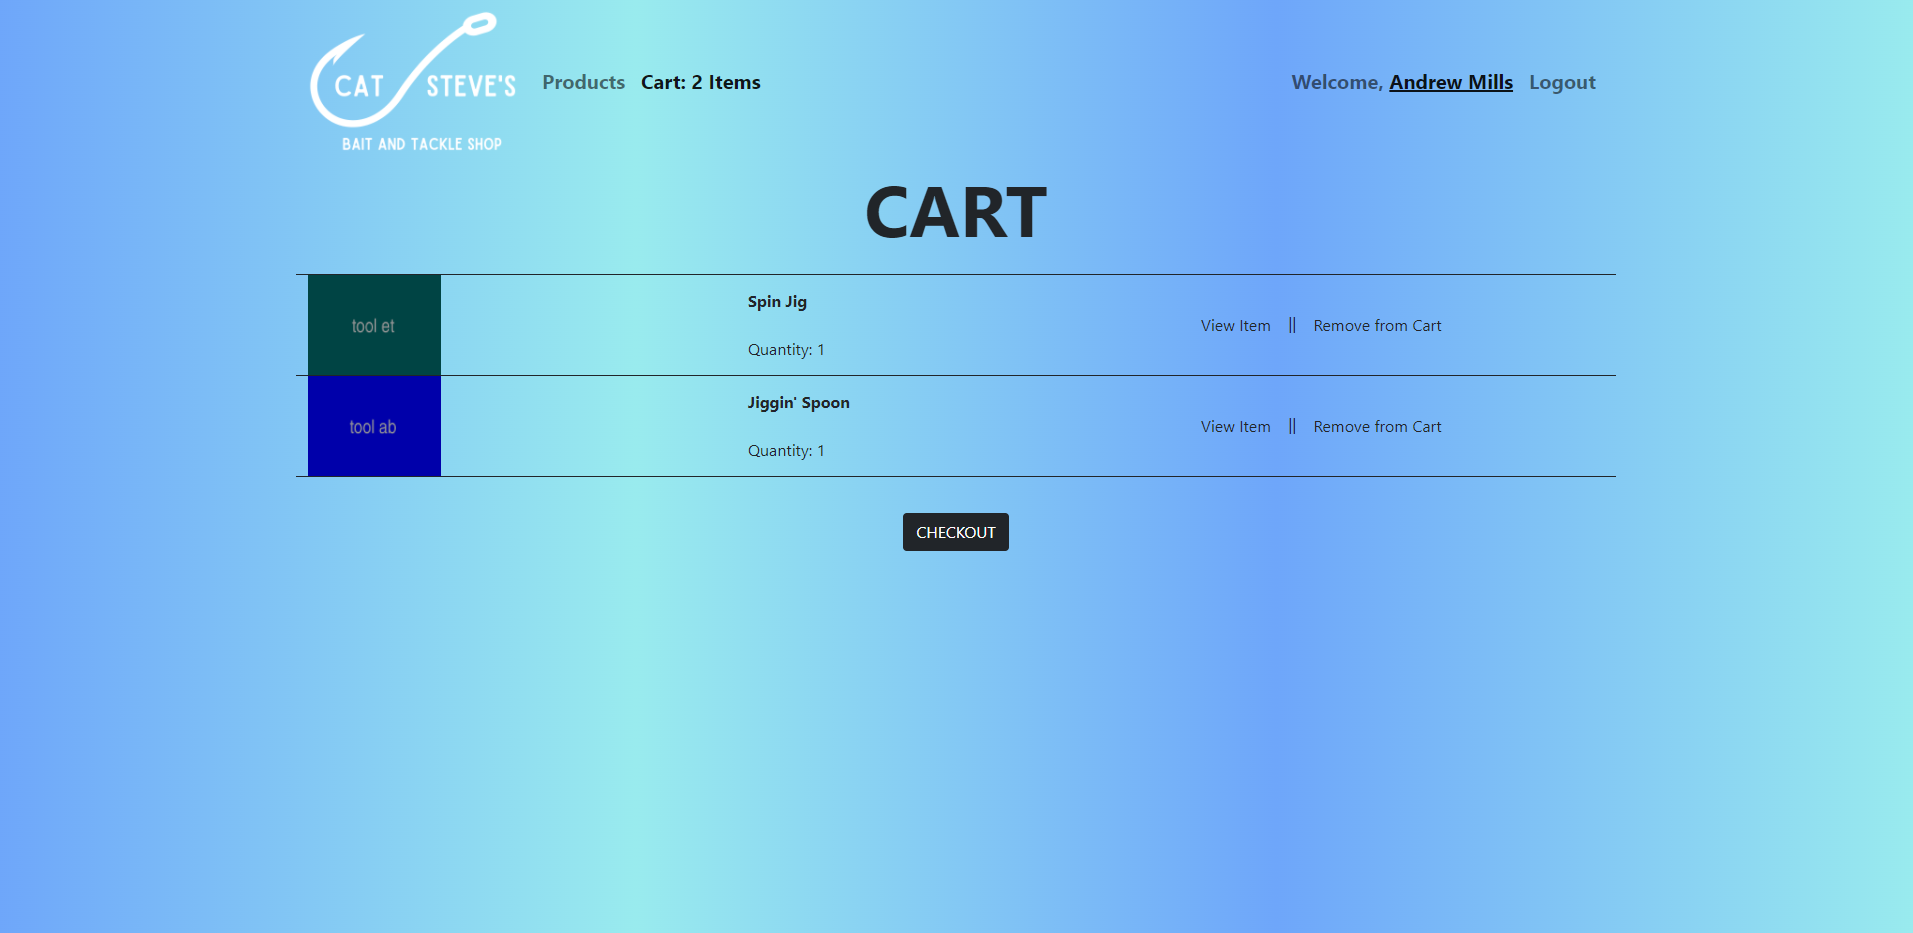 CAT STEVE'S
BAIT AND TACKLE SHOP
Products Cart: 2 Items
Welcome, Andrew Mills Logout
CART
tool et
Spin Jig
Quantity: 1
View Item || Remove from Cart
tool ab
Jiggin' Spoon
Quantity: 1
View Item || Remove from Cart
CHECKOUT